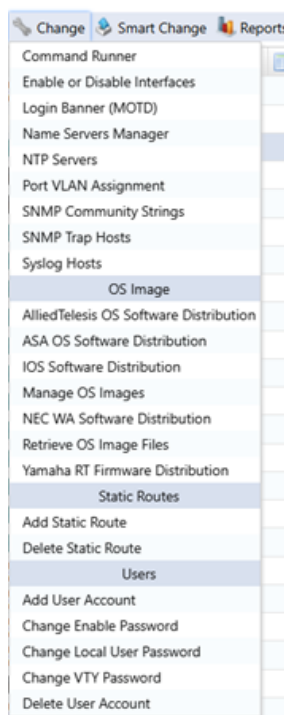 Change Smart Change Reports
Command Runner
Enable or Disable Interfaces
Login Banner (MOTD)
Name Servers Manager
NTP Servers
Port VLAN Assignment
SNMP Community Strings
SNMP Trap Hosts
Syslog Hosts
OS Image
AlliedTelesis OS Software Distribution
ASA OS Software Distribution
IOS Software Distribution
Manage OS Images
NEC WA Software Distribution
Retrieve OS Image Files
Yamaha RT Firmware Distribution
Static Routes
Add Static Route
Delete Static Route
Users
Add User Account
Change Enable Password
Change Local User Password
Change VTY Password
Delete User Account